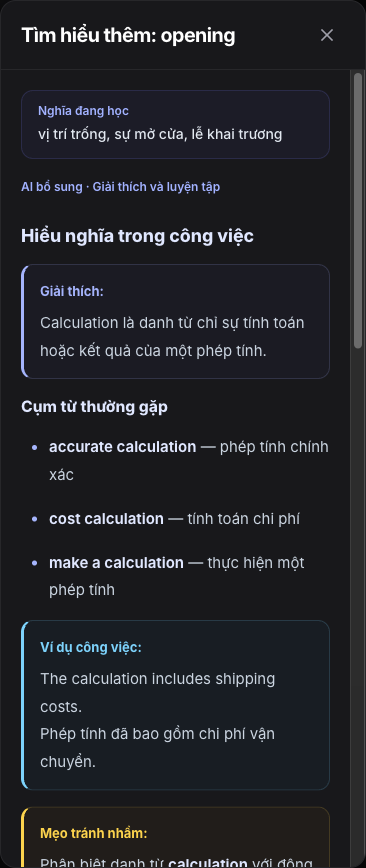 Tìm hiểu thêm: opening
Nghĩa đang học
vị trí trống, sự mở cửa, lễ khai trương
AI bổ sung · Giải thích và luyện tập
Hiểu nghĩa trong công việc
Giải thích:
Calculation là danh từ chỉ sự tính toán
hoặc kết quả của một phép tính.
Cụm từ thường gặp
• accurate calculation — phép tính chính
xác
• cost calculation — tính toán chi phí
• make a calculation — thực hiện một
phép tính
Ví dụ công việc:
The calculation includes shipping
costs.
Phép tính đã bao gồm chi phí vận
chuyển.
Mẹo tránh nhầm:
Phân biệt danh từ calculation với động